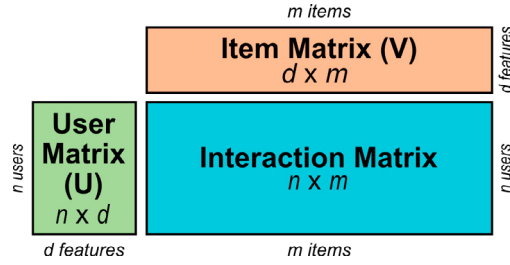 m items
Item Matrix (V)
d x m
d features
User
Matrix
(U)
n x d
n users
d features
Interaction Matrix
n x m
n users
m items